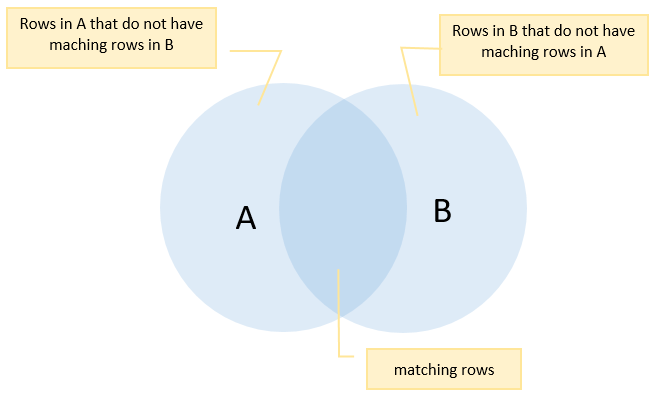 Rows in A that do not have
maching rows in B
Rows in B that do not have
maching rows in A
A
B
matching rows